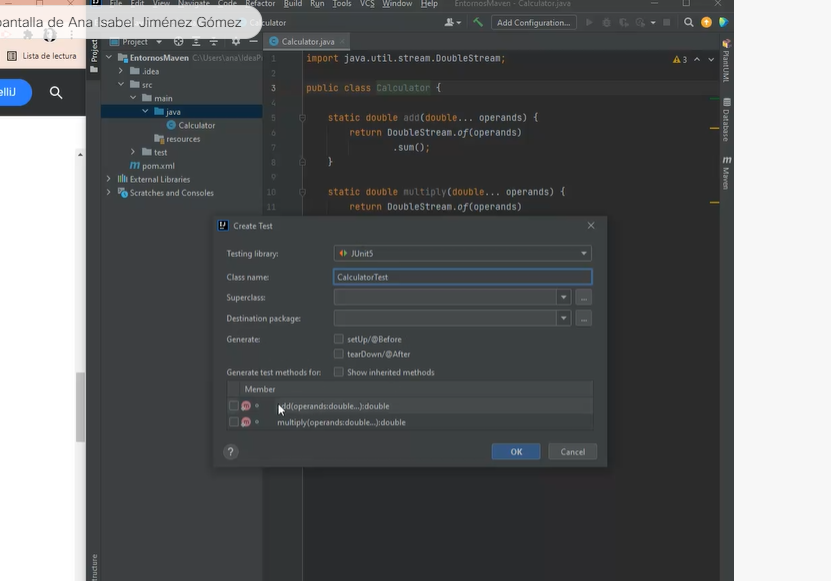 File Edit View Navigate Code Refactor Build Run Tools VCS Window Help EntornosMaven - Calculator.java
pantalla de Ana Isabel Jiménez Gómez
Calculator
Add Configuration...
Lista de lectura
Project
Project
Calculator.java
EntornosMaven C:\Users\ana\IdeaP
.idea
src
main
java
Calculator
resources
test
pom.xml
External Libraries
Scratches and Consoles
elliJ
1 import java.util.stream.DoubleStream;
3
2
3 public class Calculator {
4
5 static double add(double... operands) {
6 return DoubleStream.of(operands)
7 .sum();
8 }
9
10 static double multiply(double... operands) {
11 return DoubleStream.of(operands)
PlantUML
Database
Maven
Create Test
Testing library: JUnit5
Class name: CalculatorTest
Superclass:
...
Destination package:
...
Generate: setUp/@Before
tearDown/@After
Generate test methods for: Show inherited methods
Member
m add(operands:double...):double
m multiply(operands:double...):double
? OK Cancel